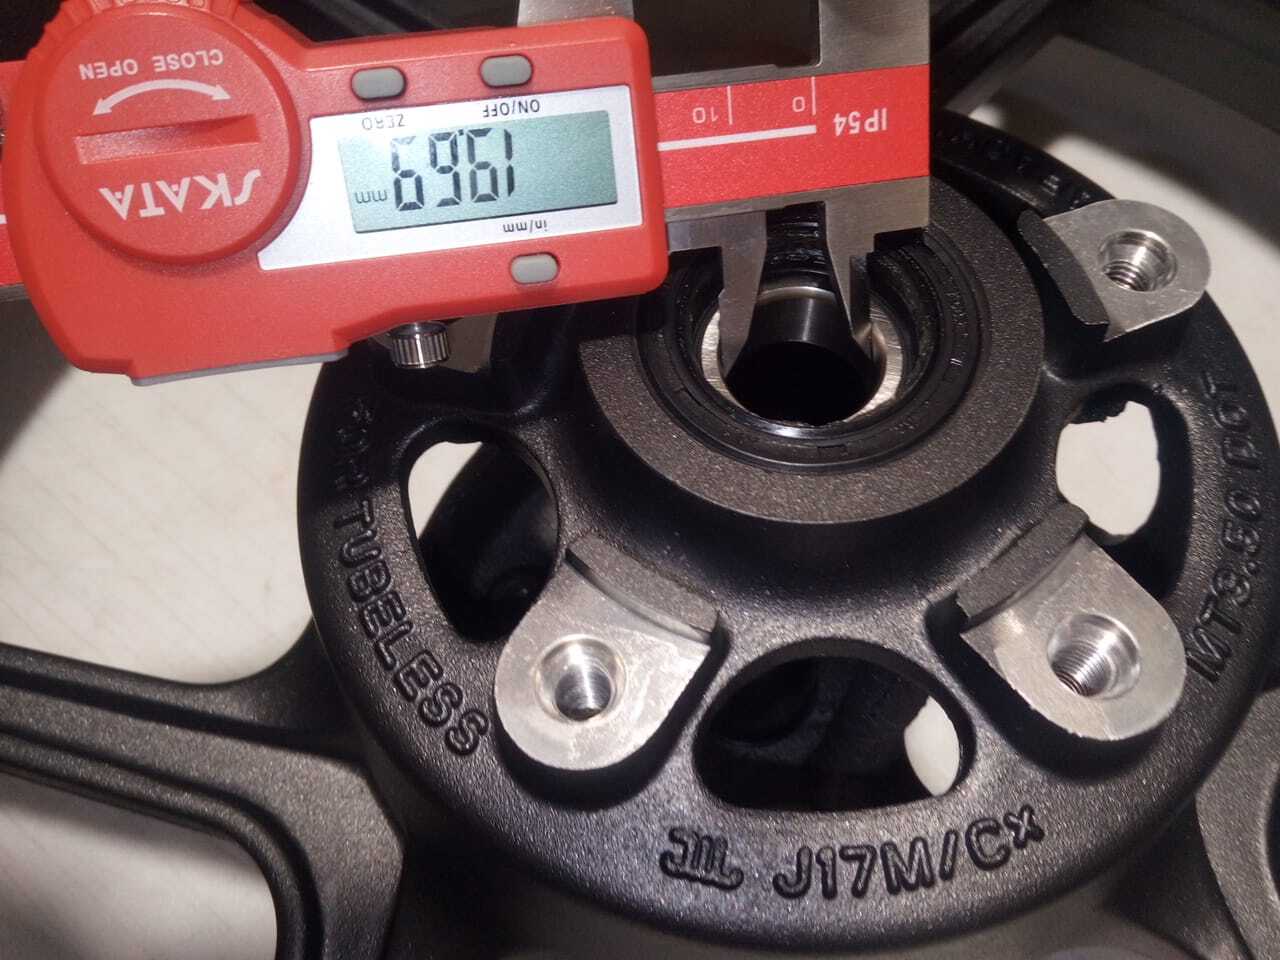 SKATA
CLOSE OPEN
in/mm
19.69 mm
ON/OFF
ZERO
IP54
0
10
TUBELESS
J17M/C x MT3.50 DOT